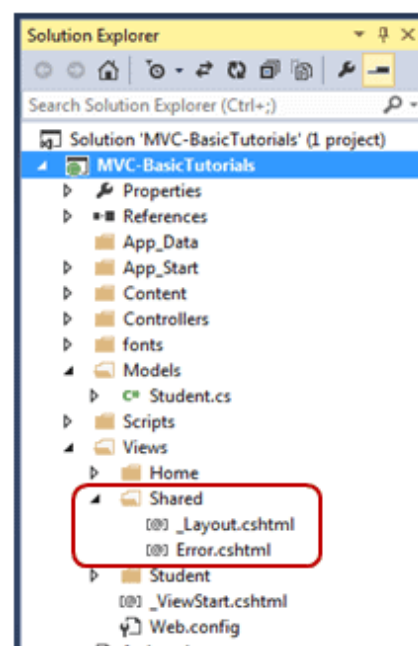 Solution Explorer
Search Solution Explorer (Ctrl+;)
Solution 'MVC-BasicTutorials' (1 project)
MVC-BasicTutorials
Properties
References
App_Data
App_Start
Content
Controllers
fonts
Models
C# Student.cs
Scripts
Views
Home
Shared
[@] _Layout.cshtml
[@] Error.cshtml
Student
[@] _ViewStart.cshtml
Web.config